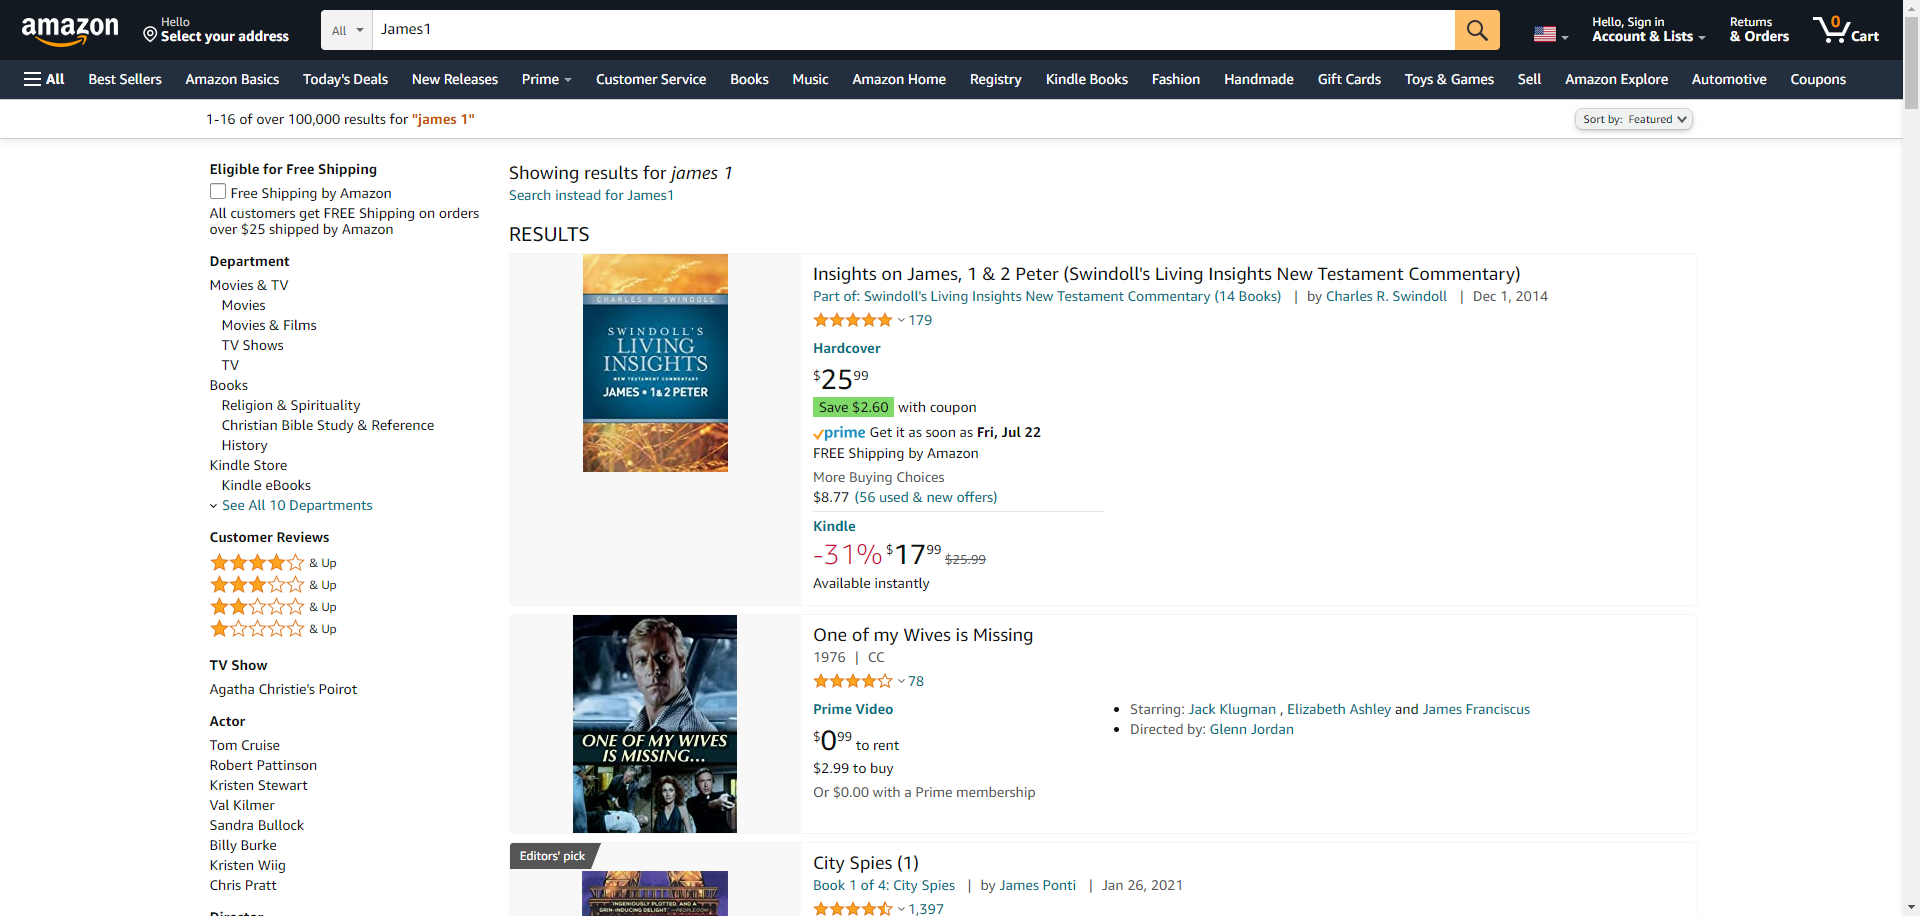 amazon
Hello
Select your address
All
James1
Hello, Sign in
Account & Lists
Returns
& Orders
0
Cart
All
Best Sellers
Amazon Basics
Today's Deals
New Releases
Prime
Customer Service
Books
Music
Amazon Home
Registry
Kindle Books
Fashion
Handmade
Gift Cards
Toys & Games
Sell
Amazon Explore
Automotive
Coupons
1-16 of over 100,000 results for "james 1"
Sort by: Featured
Eligible for Free Shipping
Free Shipping by Amazon
All customers get FREE Shipping on orders
over $25 shipped by Amazon
Department
Movies & TV
Movies
Movies & Films
TV Shows
TV
Books
Religion & Spirituality
Christian Bible Study & Reference
History
Kindle Store
Kindle eBooks
See All 10 Departments
Customer Reviews
& Up
& Up
& Up
& Up
TV Show
Agatha Christie's Poirot
Actor
Tom Cruise
Robert Pattinson
Kristen Stewart
Val Kilmer
Sandra Bullock
Billy Burke
Kristen Wiig
Chris Pratt
Director
Showing results for james 1
Search instead for James1
RESULTS
CHARLES R. SWINDOLL
SWINDOLL'S
LIVING
INSIGHTS
NEW TESTAMENT COMMENTARY
JAMES • 1 & 2 PETER
Insights on James, 1 & 2 Peter (Swindoll's Living Insights New Testament Commentary)
Part of: Swindoll's Living Insights New Testament Commentary (14 Books) | by Charles R. Swindoll | Dec 1, 2014
179
Hardcover
$25.99
Save $2.60 with coupon
prime Get it as soon as Fri, Jul 22
FREE Shipping by Amazon
More Buying Choices
$8.77 (56 used & new offers)
Kindle
-31% $17.99 $25.99
Available instantly
ONE OF MY WIVES
IS MISSING...
One of my Wives is Missing
1976 | CC
78
Prime Video
$0.99 to rent
$2.99 to buy
Or $0.00 with a Prime membership
Starring: Jack Klugman , Elizabeth Ashley and James Franciscus
Directed by: Glenn Jordan
Editors' pick
"INGENIOUSLY PLOTTED, AND A
GRIN-INDUCING DELIGHT." —PEOPLE.COM
City Spies (1)
Book 1 of 4: City Spies | by James Ponti | Jan 26, 2021
1,397